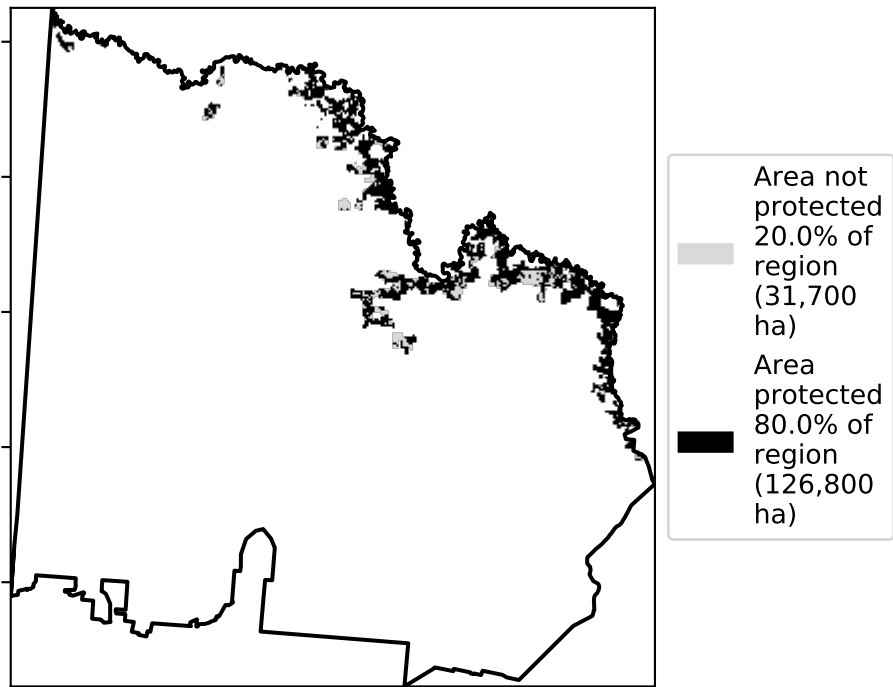 Area not
protected
20.0% of
region
(31,700
ha)
Area
protected
80.0% of
region
(126,800
ha)